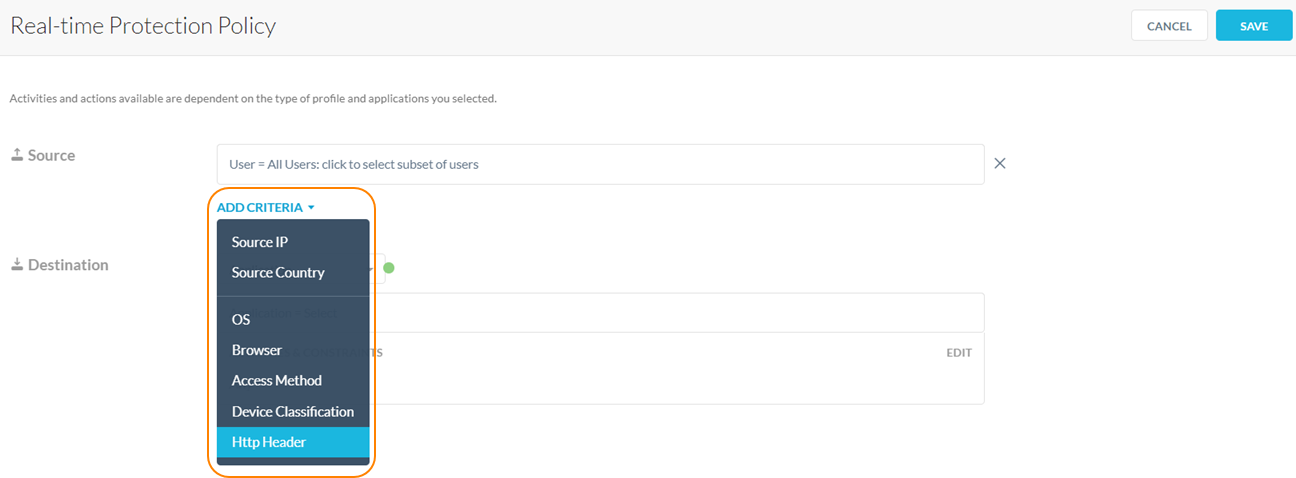 Real-time Protection Policy
CANCEL
SAVE
Activities and actions available are dependent on the type of profile and applications you selected.
Source
User = All Users: click to select subset of users
ADD CRITERIA
Source IP
Source Country
Destination
OS
Browser
EDIT
Access Method
Device Classification
Http Header